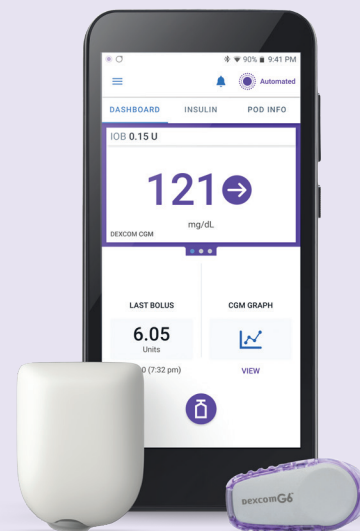 90% 9:41 PM
Automated
DASHBOARD INSULIN POD INFO
IOB 0.15 U
121
mg/dL
DEXCOM CGM
LAST BOLUS CGM GRAPH
6.05
Units
(7:32 pm) VIEW
Dexcom G6